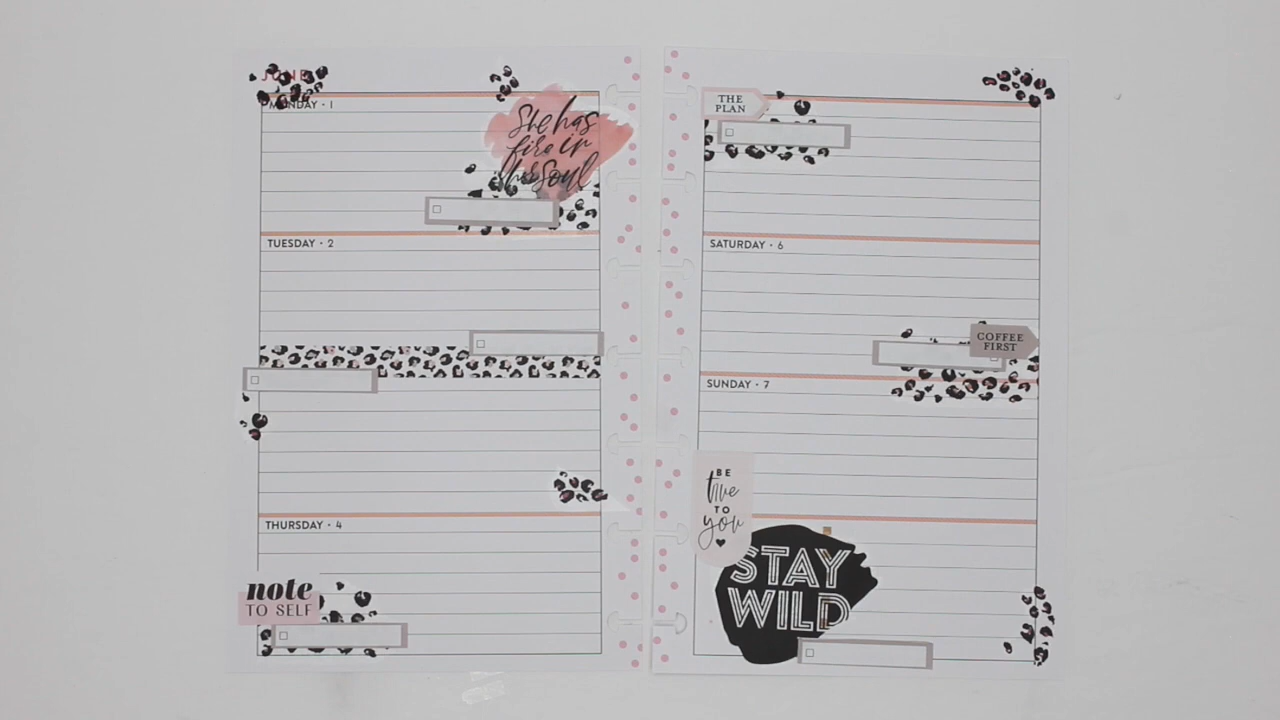 JUNE
MONDAY · 1
She has
fire in
her soul
TUESDAY · 2
THURSDAY · 4
note
TO SELF
THE
PLAN
SATURDAY · 6
COFFEE
FIRST
SUNDAY · 7
BE
true
TO
you
STAY
WILD